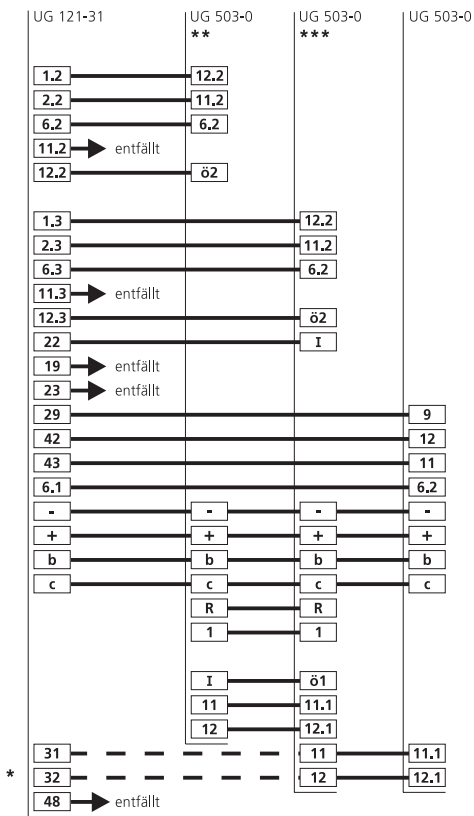 UG 121-31 UG 503-0 UG 503-0 UG 503-0
** ***
1.2 12.2
2.2 11.2
6.2 6.2
11.2 entfällt
12.2 ö2
1.3 12.2
2.3 11.2
6.3 6.2
11.3 entfällt
12.3 ö2
22 I
19 entfällt
23 entfällt
29 9
42 12
43 11
6.1 6.2
- - - -
+ + + +
b b b b
c c c c
R R
1 1
I ö1
11 11.1
12 12.1
31 11 11.1
* 32 12 12.1
48 entfällt